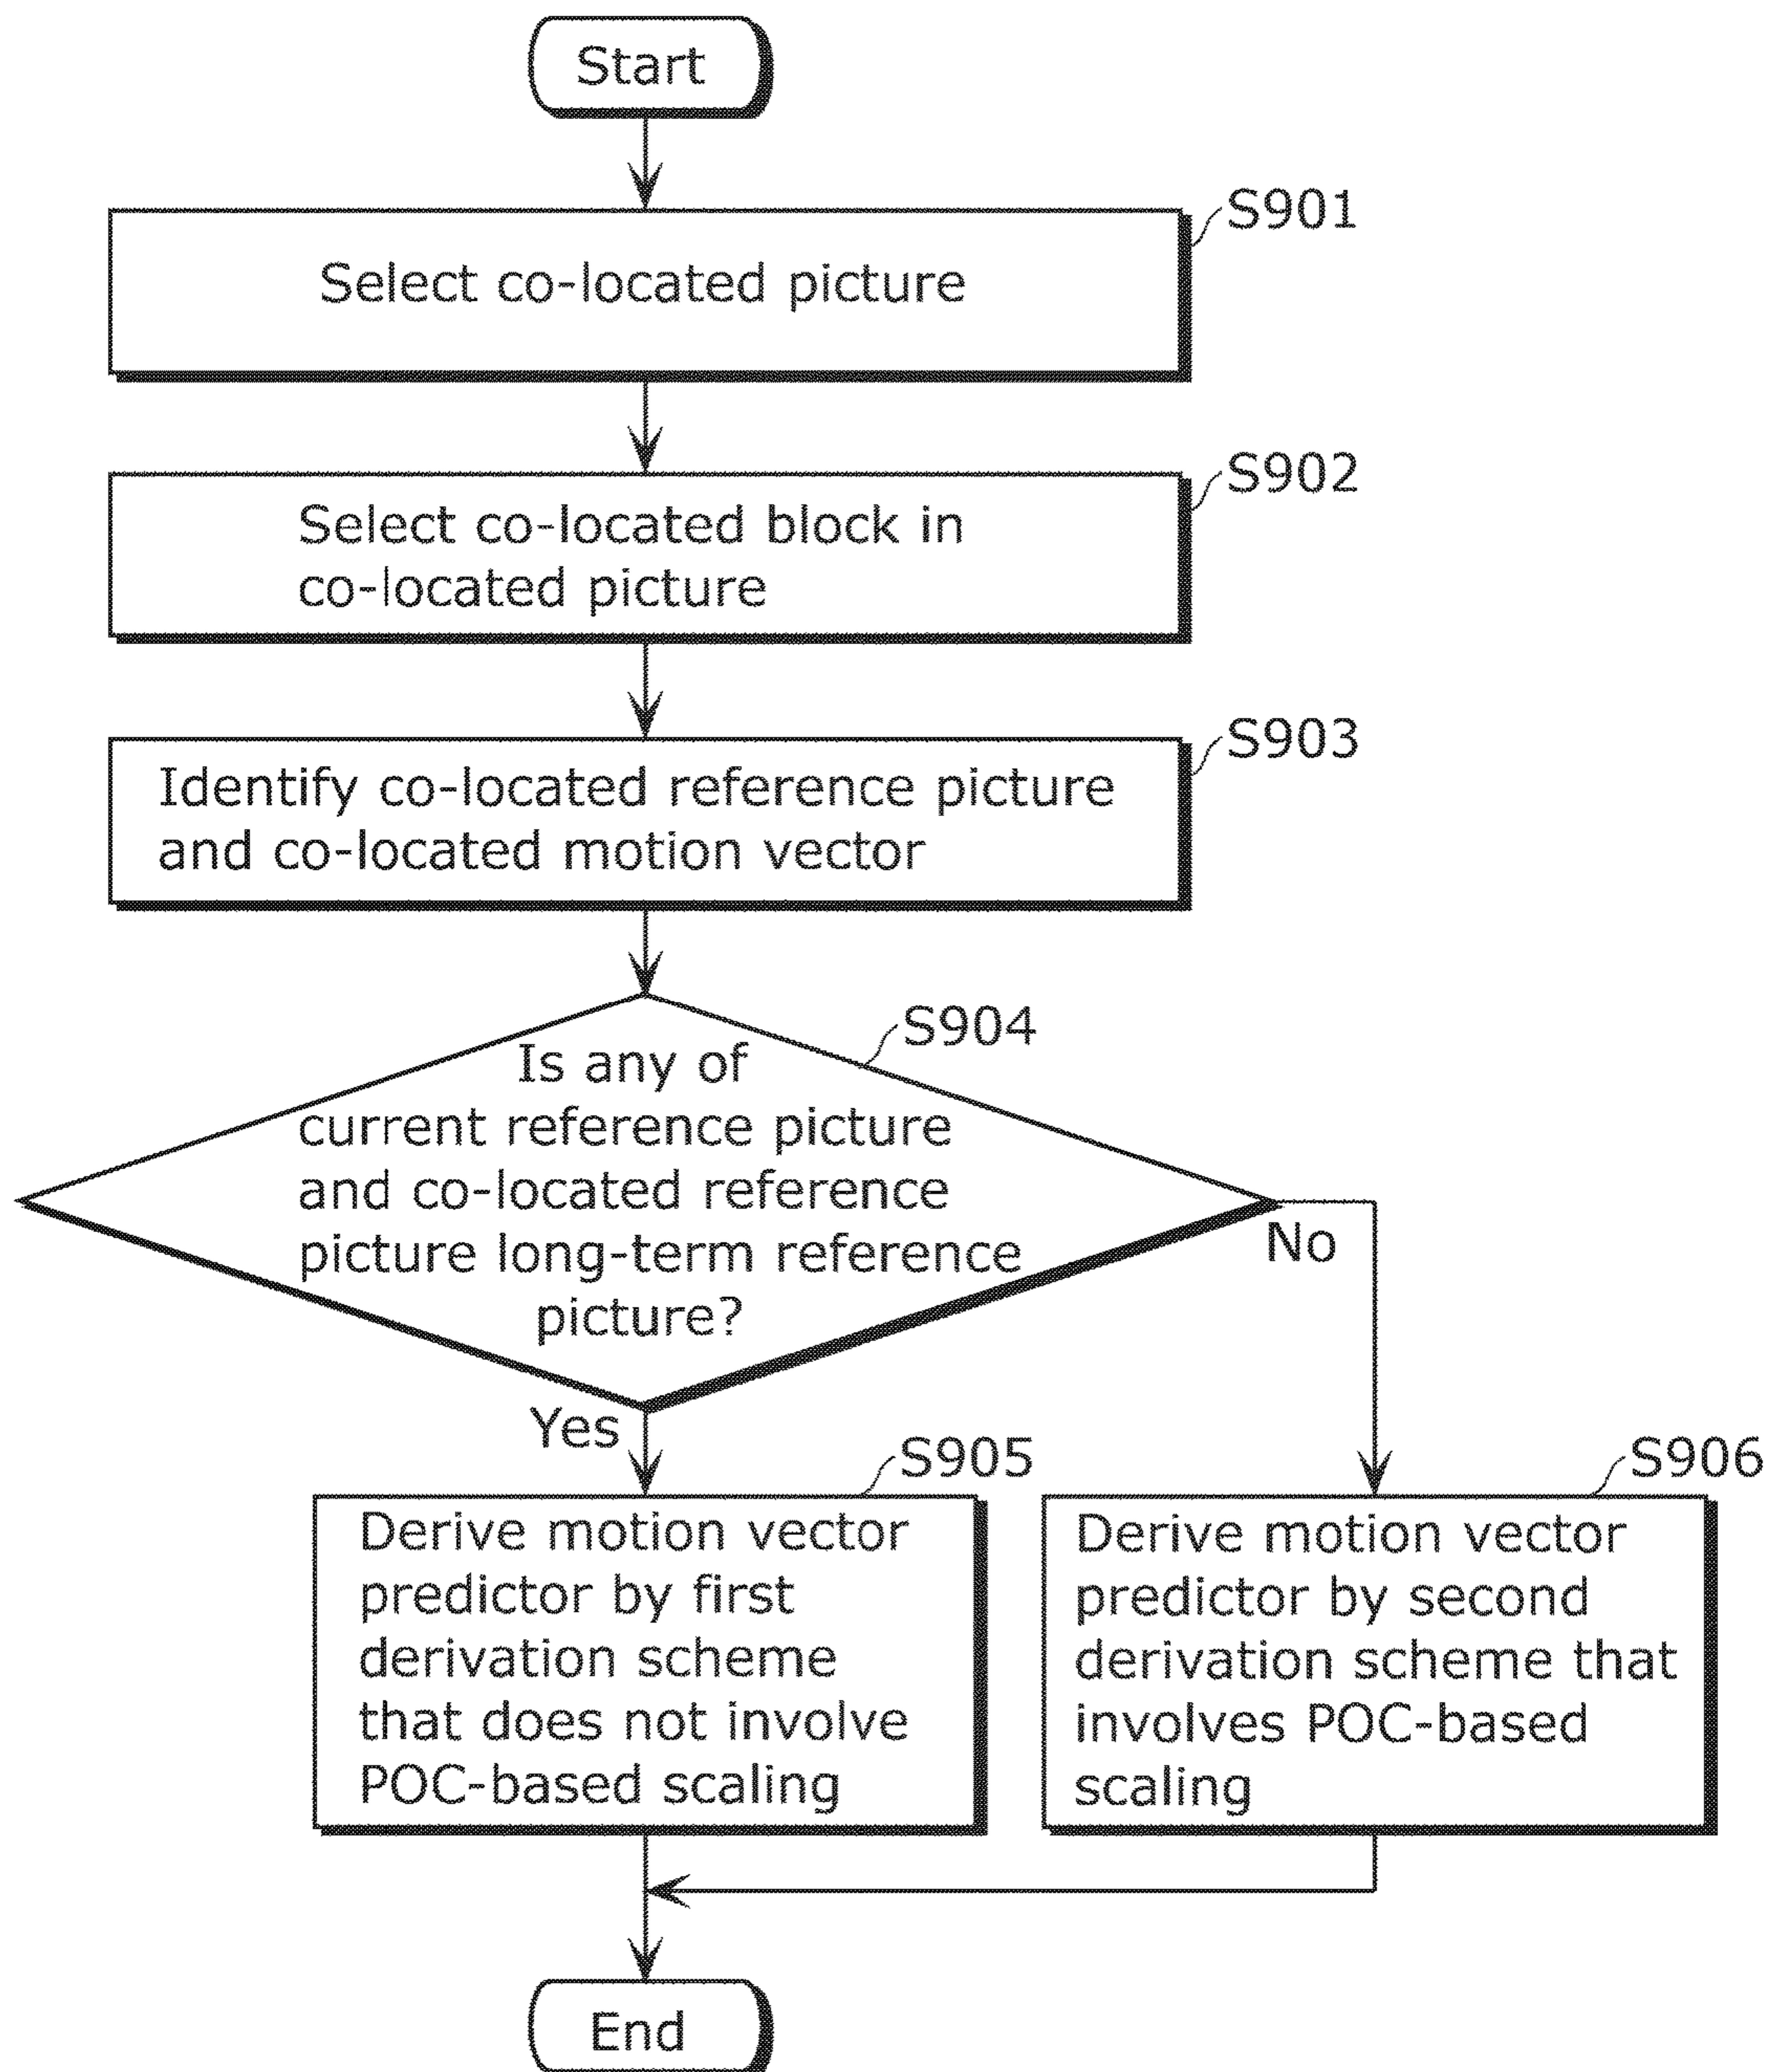 Start
S901
Select co-located picture
S902
Select co-located block in
co-located picture
S903
Identify co-located reference picture
and co-located motion vector
S904
Is any of
current reference picture
and co-located reference
picture long-term reference
picture?
No
Yes
S905
Derive motion vector
predictor by first
derivation scheme
that does not involve
POC-based scaling
S906
Derive motion vector
predictor by second
derivation scheme that
involves POC-based
scaling
End